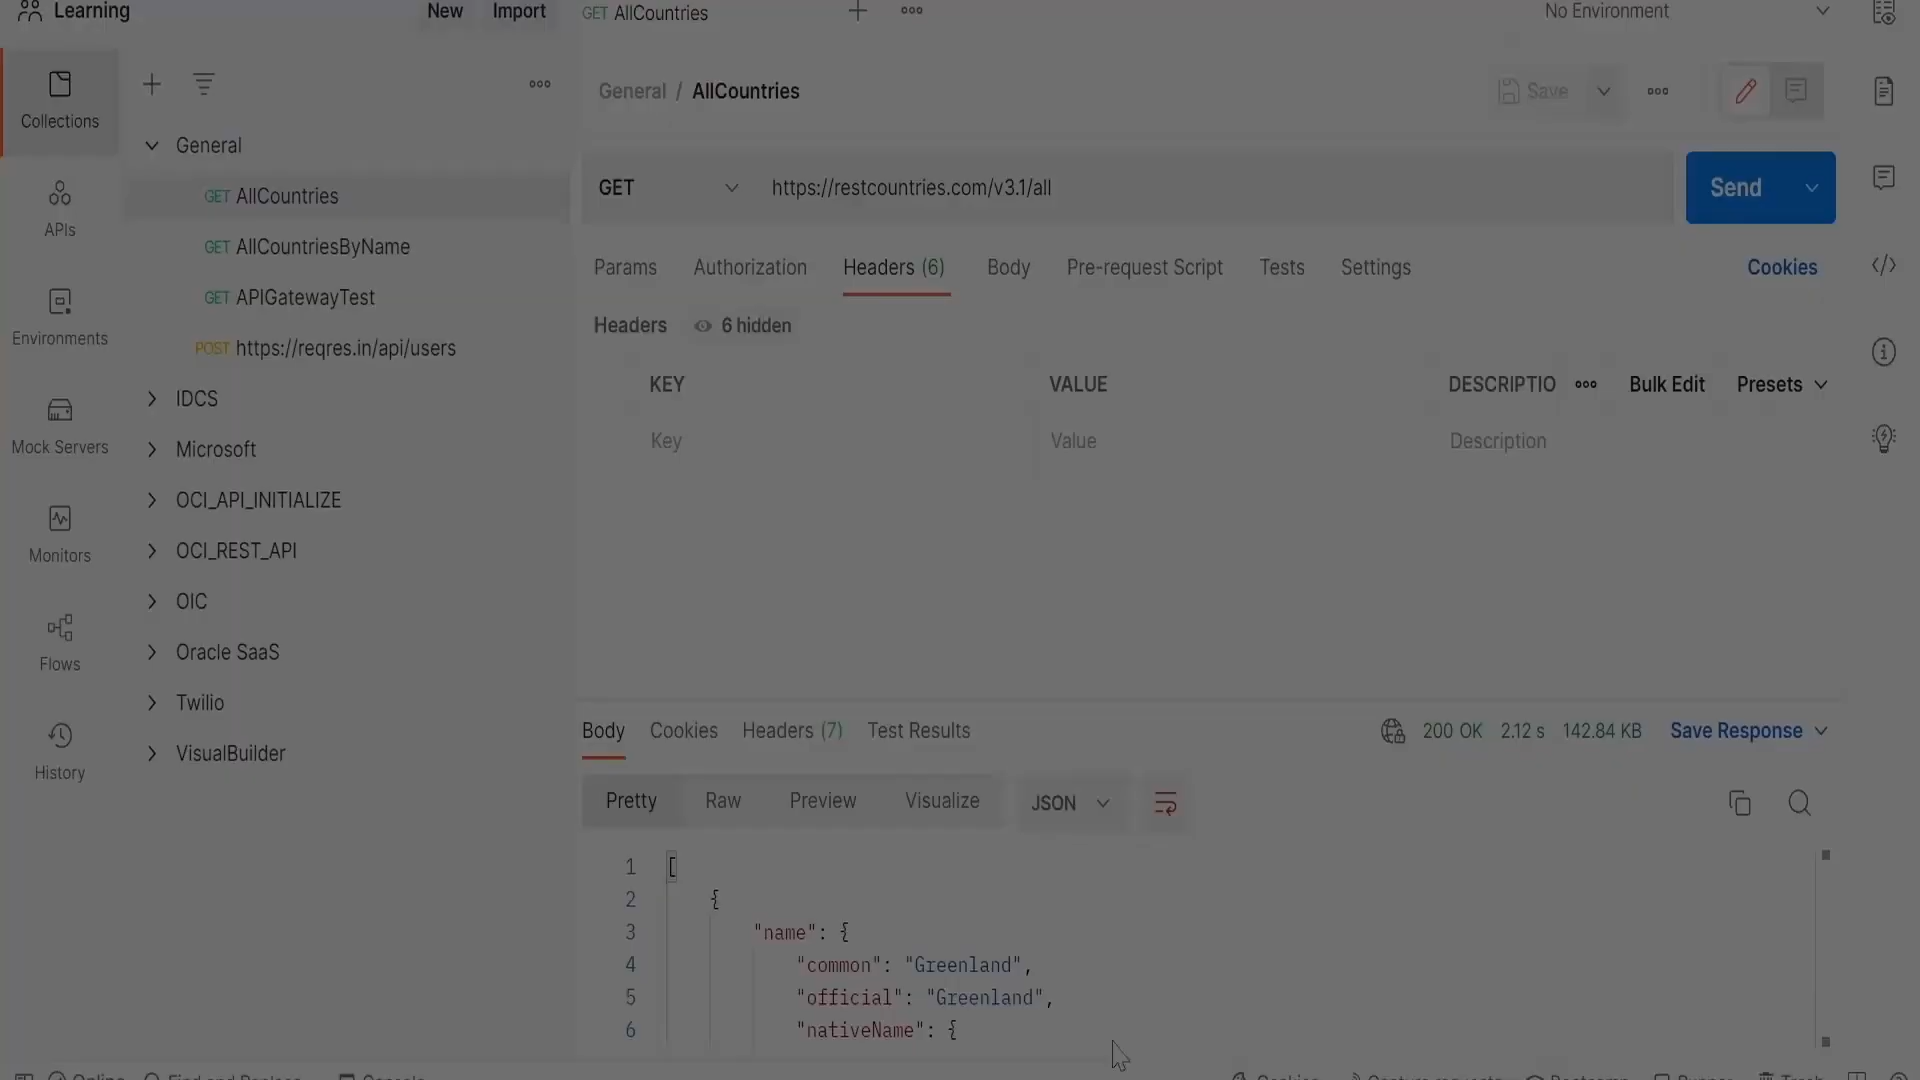 Learning
New
Import
GET AllCountries
No Environment
Collections
APIs
Environments
Mock Servers
Monitors
Flows
History
General
GET AllCountries
GET AllCountriesByName
GET APIGatewayTest
POST https://reqres.in/api/users
IDCS
Microsoft
OCI_API_INITIALIZE
OCI_REST_API
OIC
Oracle SaaS
Twilio
VisualBuilder
General / AllCountries
Save
GET
https://restcountries.com/v3.1/all
Send
Params Authorization Headers (6) Body Pre-request Script Tests Settings Cookies
Headers 6 hidden
KEY VALUE DESCRIPTIO Bulk Edit Presets
Key Value Description
Body Cookies Headers (7) Test Results 200 OK 2.12 s 142.84 KB Save Response
Pretty Raw Preview Visualize JSON
1 [
2 {
3 "name": {
4 "common": "Greenland",
5 "official": "Greenland",
6 "nativeName": {